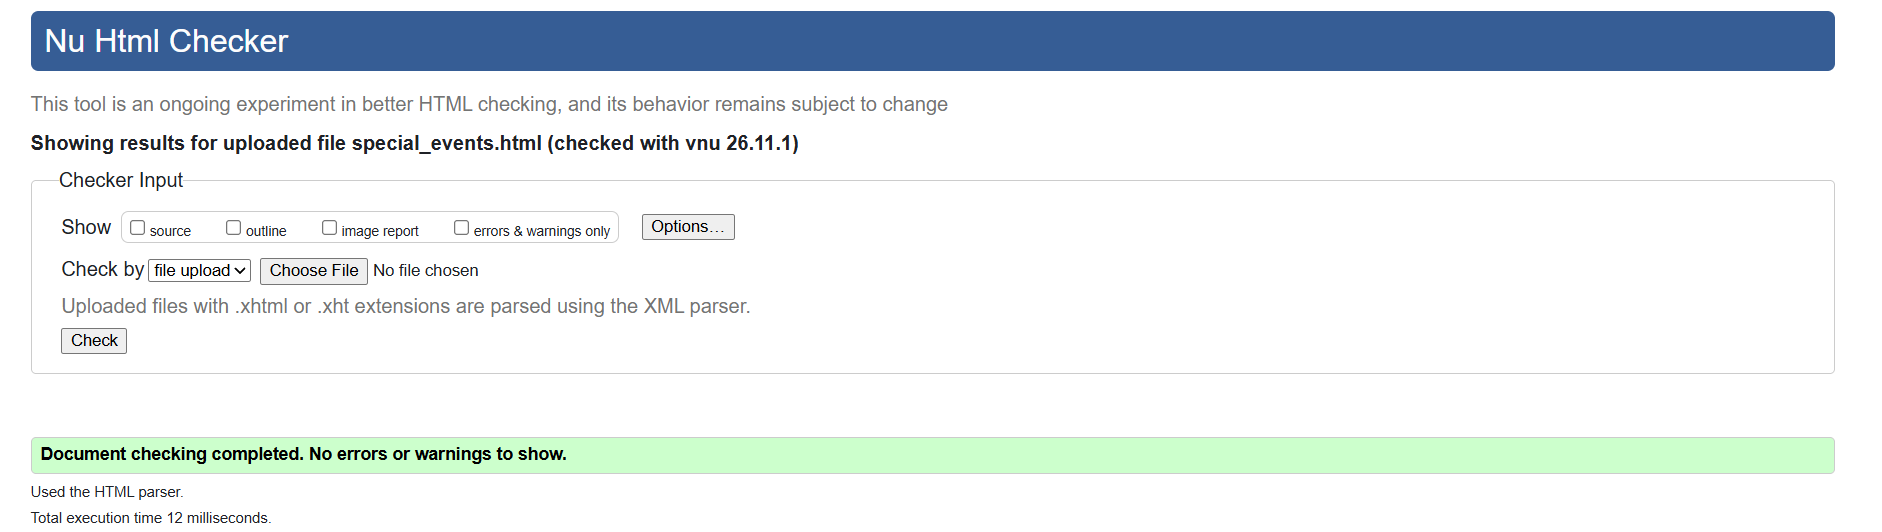 Nu Html Checker
This tool is an ongoing experiment in better HTML checking, and its behavior remains subject to change
Showing results for uploaded file special_events.html (checked with vnu 26.11.1)
Checker Input
Show source outline image report errors & warnings only Options…
Check by file upload Choose File No file chosen
Uploaded files with .xhtml or .xht extensions are parsed using the XML parser.
Check
Document checking completed. No errors or warnings to show.
Used the HTML parser.
Total execution time 12 milliseconds.